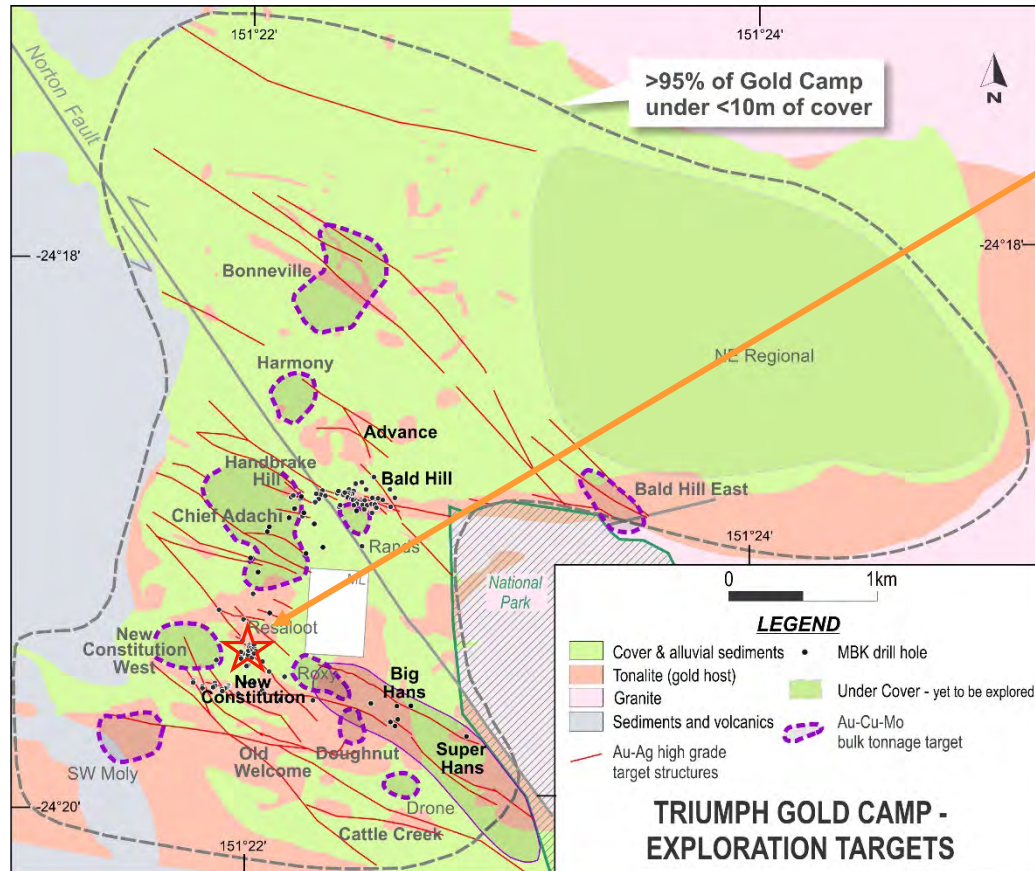 151°22'
151°24'
Norton Fault
>95% of Gold Camp
under <10m of cover
N
-24°18'
-24°18'
Bonneville
NE Regional
Harmony
Advance
Handbrake
Hill
Bald Hill
Bald Hill East
Chief Adachi
Rands
151°24'
ML
National
Park
0 1km
New
Constitution
West
Resaloot
LEGEND
Cover & alluvial sediments
MBK drill hole
Tonalite (gold host)
Under Cover - yet to be explored
Granite
Sediments and volcanics
Au-Cu-Mo
bulk tonnage target
Au-Ag high grade
target structures
New
Constitution
Roxy
Big
Hans
Super
Hans
Old
Welcome
Doughnut
SW Moly
Drone
-24°20'
Cattle Creek
151°22'
TRIUMPH GOLD CAMP -
EXPLORATION TARGETS